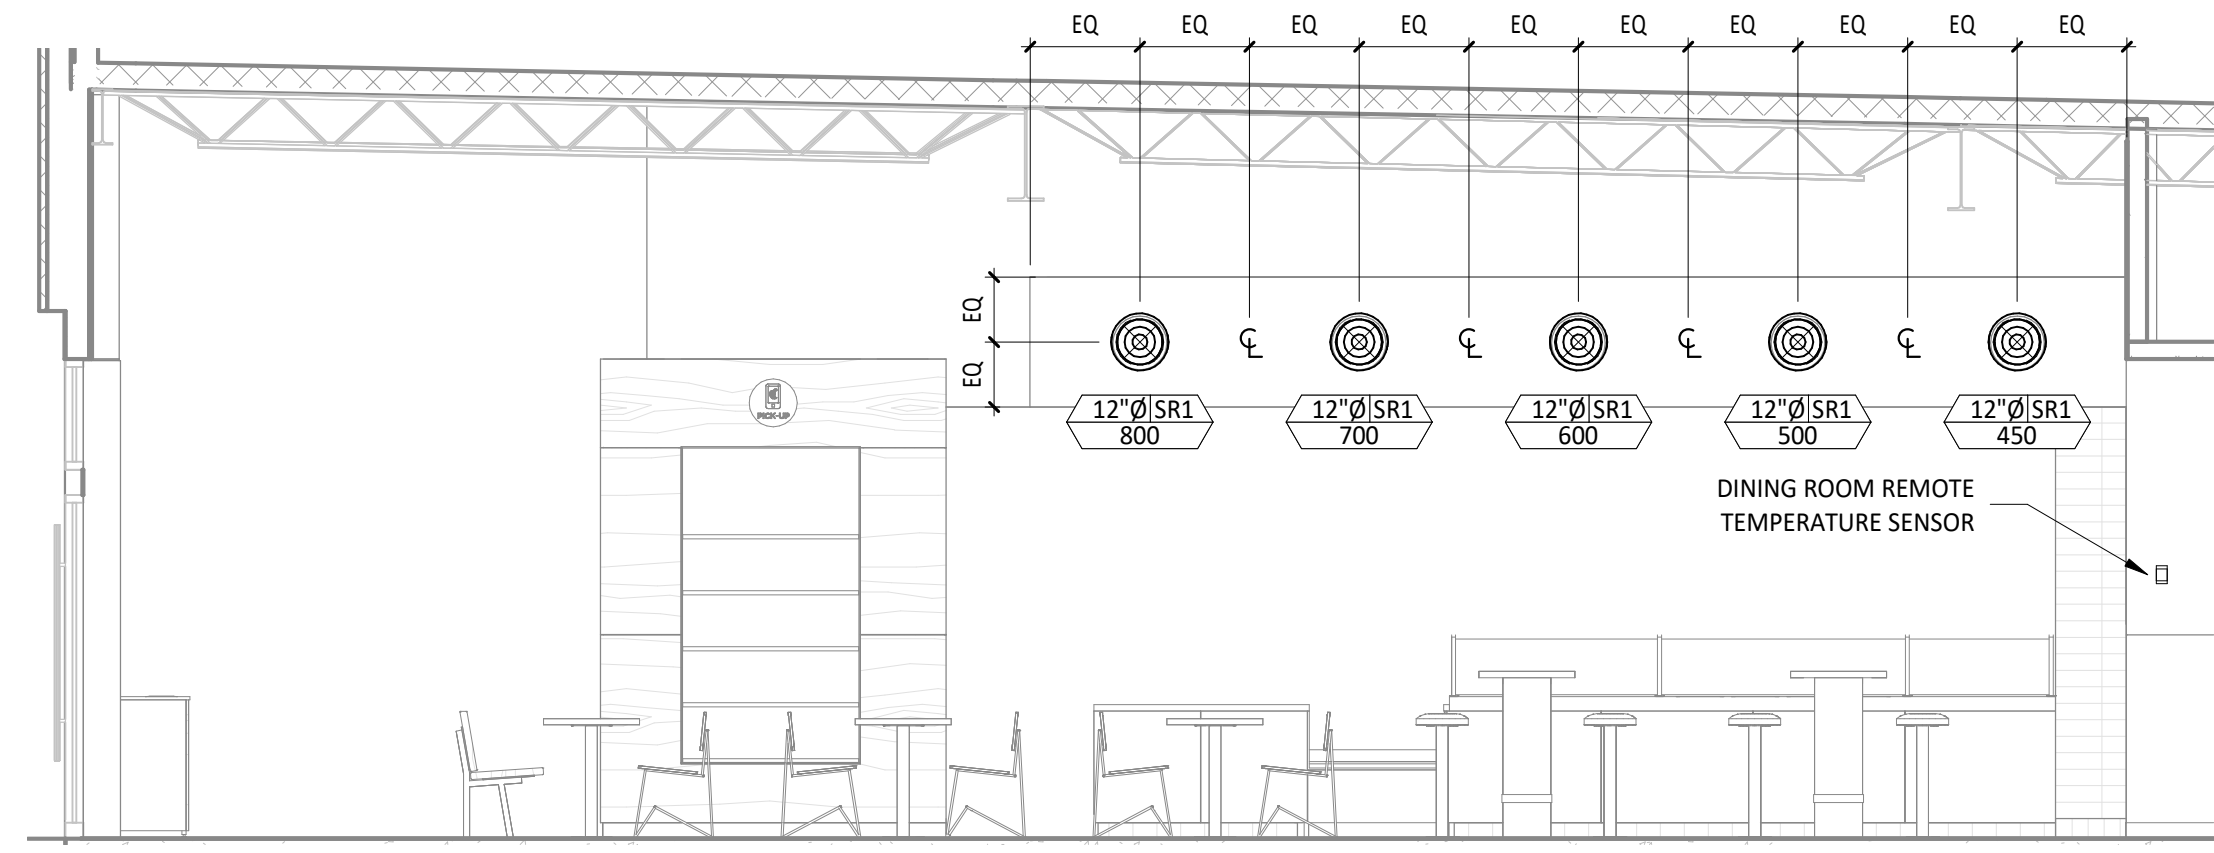 EQ EQ EQ EQ EQ EQ EQ EQ EQ EQ
EQ
℄ ℄ ℄ ℄
EQ
PICK-UP
12"Ø SR1 12"Ø SR1 12"Ø SR1 12"Ø SR1 12"Ø SR1
800 700 600 500 450
DINING ROOM REMOTE
TEMPERATURE SENSOR